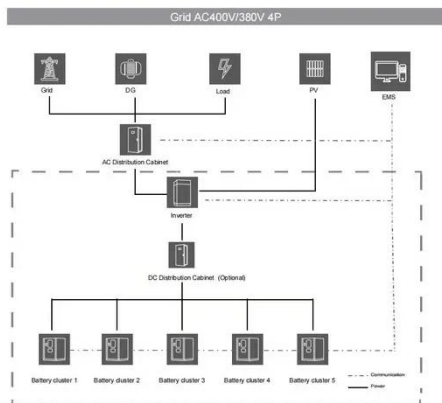 Grid AC400V/380V 4P
Grid
DG
Load
PV
EMS
AC Distribution Cabinet
Inverter
DC Distribution Cabinet (Optional)
Battery cluster 1
Battery cluster 2
Battery cluster 3
Battery cluster 4
Battery cluster 5
Communication
Power